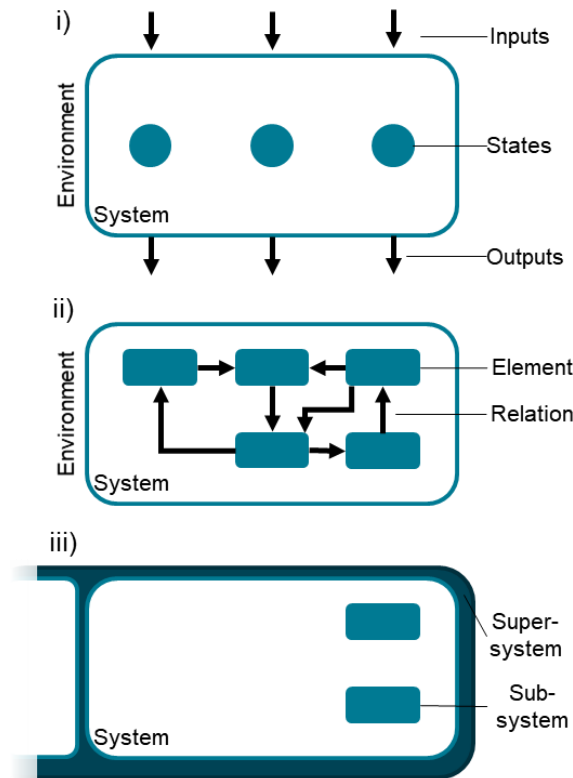 i)
Inputs
Environment
States
System
Outputs
ii)
Environment
Element
Relation
System
iii)
Super-
system
Sub-
system
System